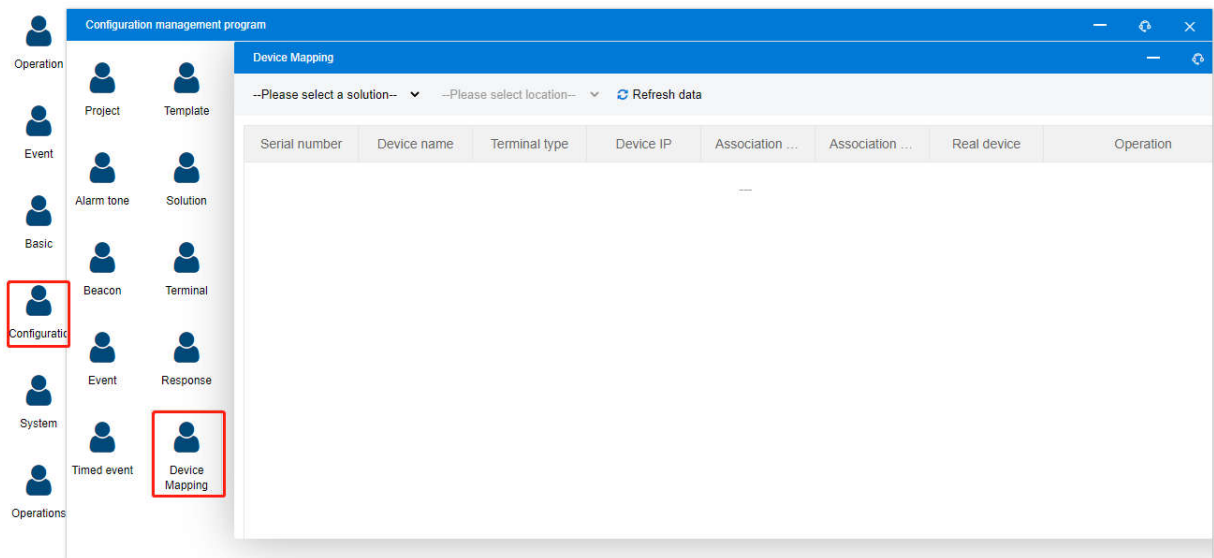 Operation
Event
Basic
Configuratio
System
Operations
Configuration management program
Project Template
Alarm tone Solution
Beacon Terminal
Event Response
Timed event Device
Mapping
Device Mapping
--Please select a solution-- --Please select location-- Refresh data
Serial number Device name Terminal type Device IP Association ... Association ... Real device Operation